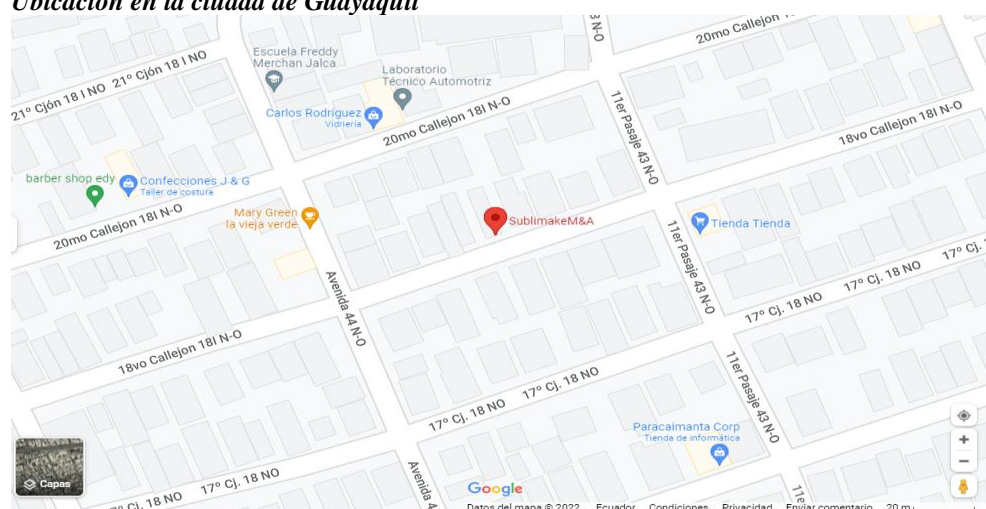 Ubicación en la ciudad de Guayaquil
20mo Callejon
21º Cjón 18 I NO 21º Cjón 18 I NO
Escuela Freddy
Merchan Jalca
Laboratorio
Técnico Automotriz
Carlos Rodríguez
Vidriería
20mo Callejon 18I N-O
11er Pasaje 43 N-O
18vo Callejon 18I N-O
barber shop edy
Confecciones J & G
Taller de costura
20mo Callejon 18I N-O
Mary Green
la vieja verde
SublimakeM&A
Tienda Tienda
11er Pasaje 43 N-O
17º Cj.
17º Cj. 18 NO
17º Cj. 18 NO
Avenida 44 N-O
18vo Callejon 18I N-O
11er Pasaje 43 N-O
17º Cj. 18 NO
17º Cj. 18 NO
Paracaimanta Corp
Tienda de informática
Capas
17º Cj. 18 NO
Cj. 18 NO
Avenida 4
11e
Google
Datos del mapa © 2022 Ecuador Condiciones Privacidad Enviar comentario 20 m